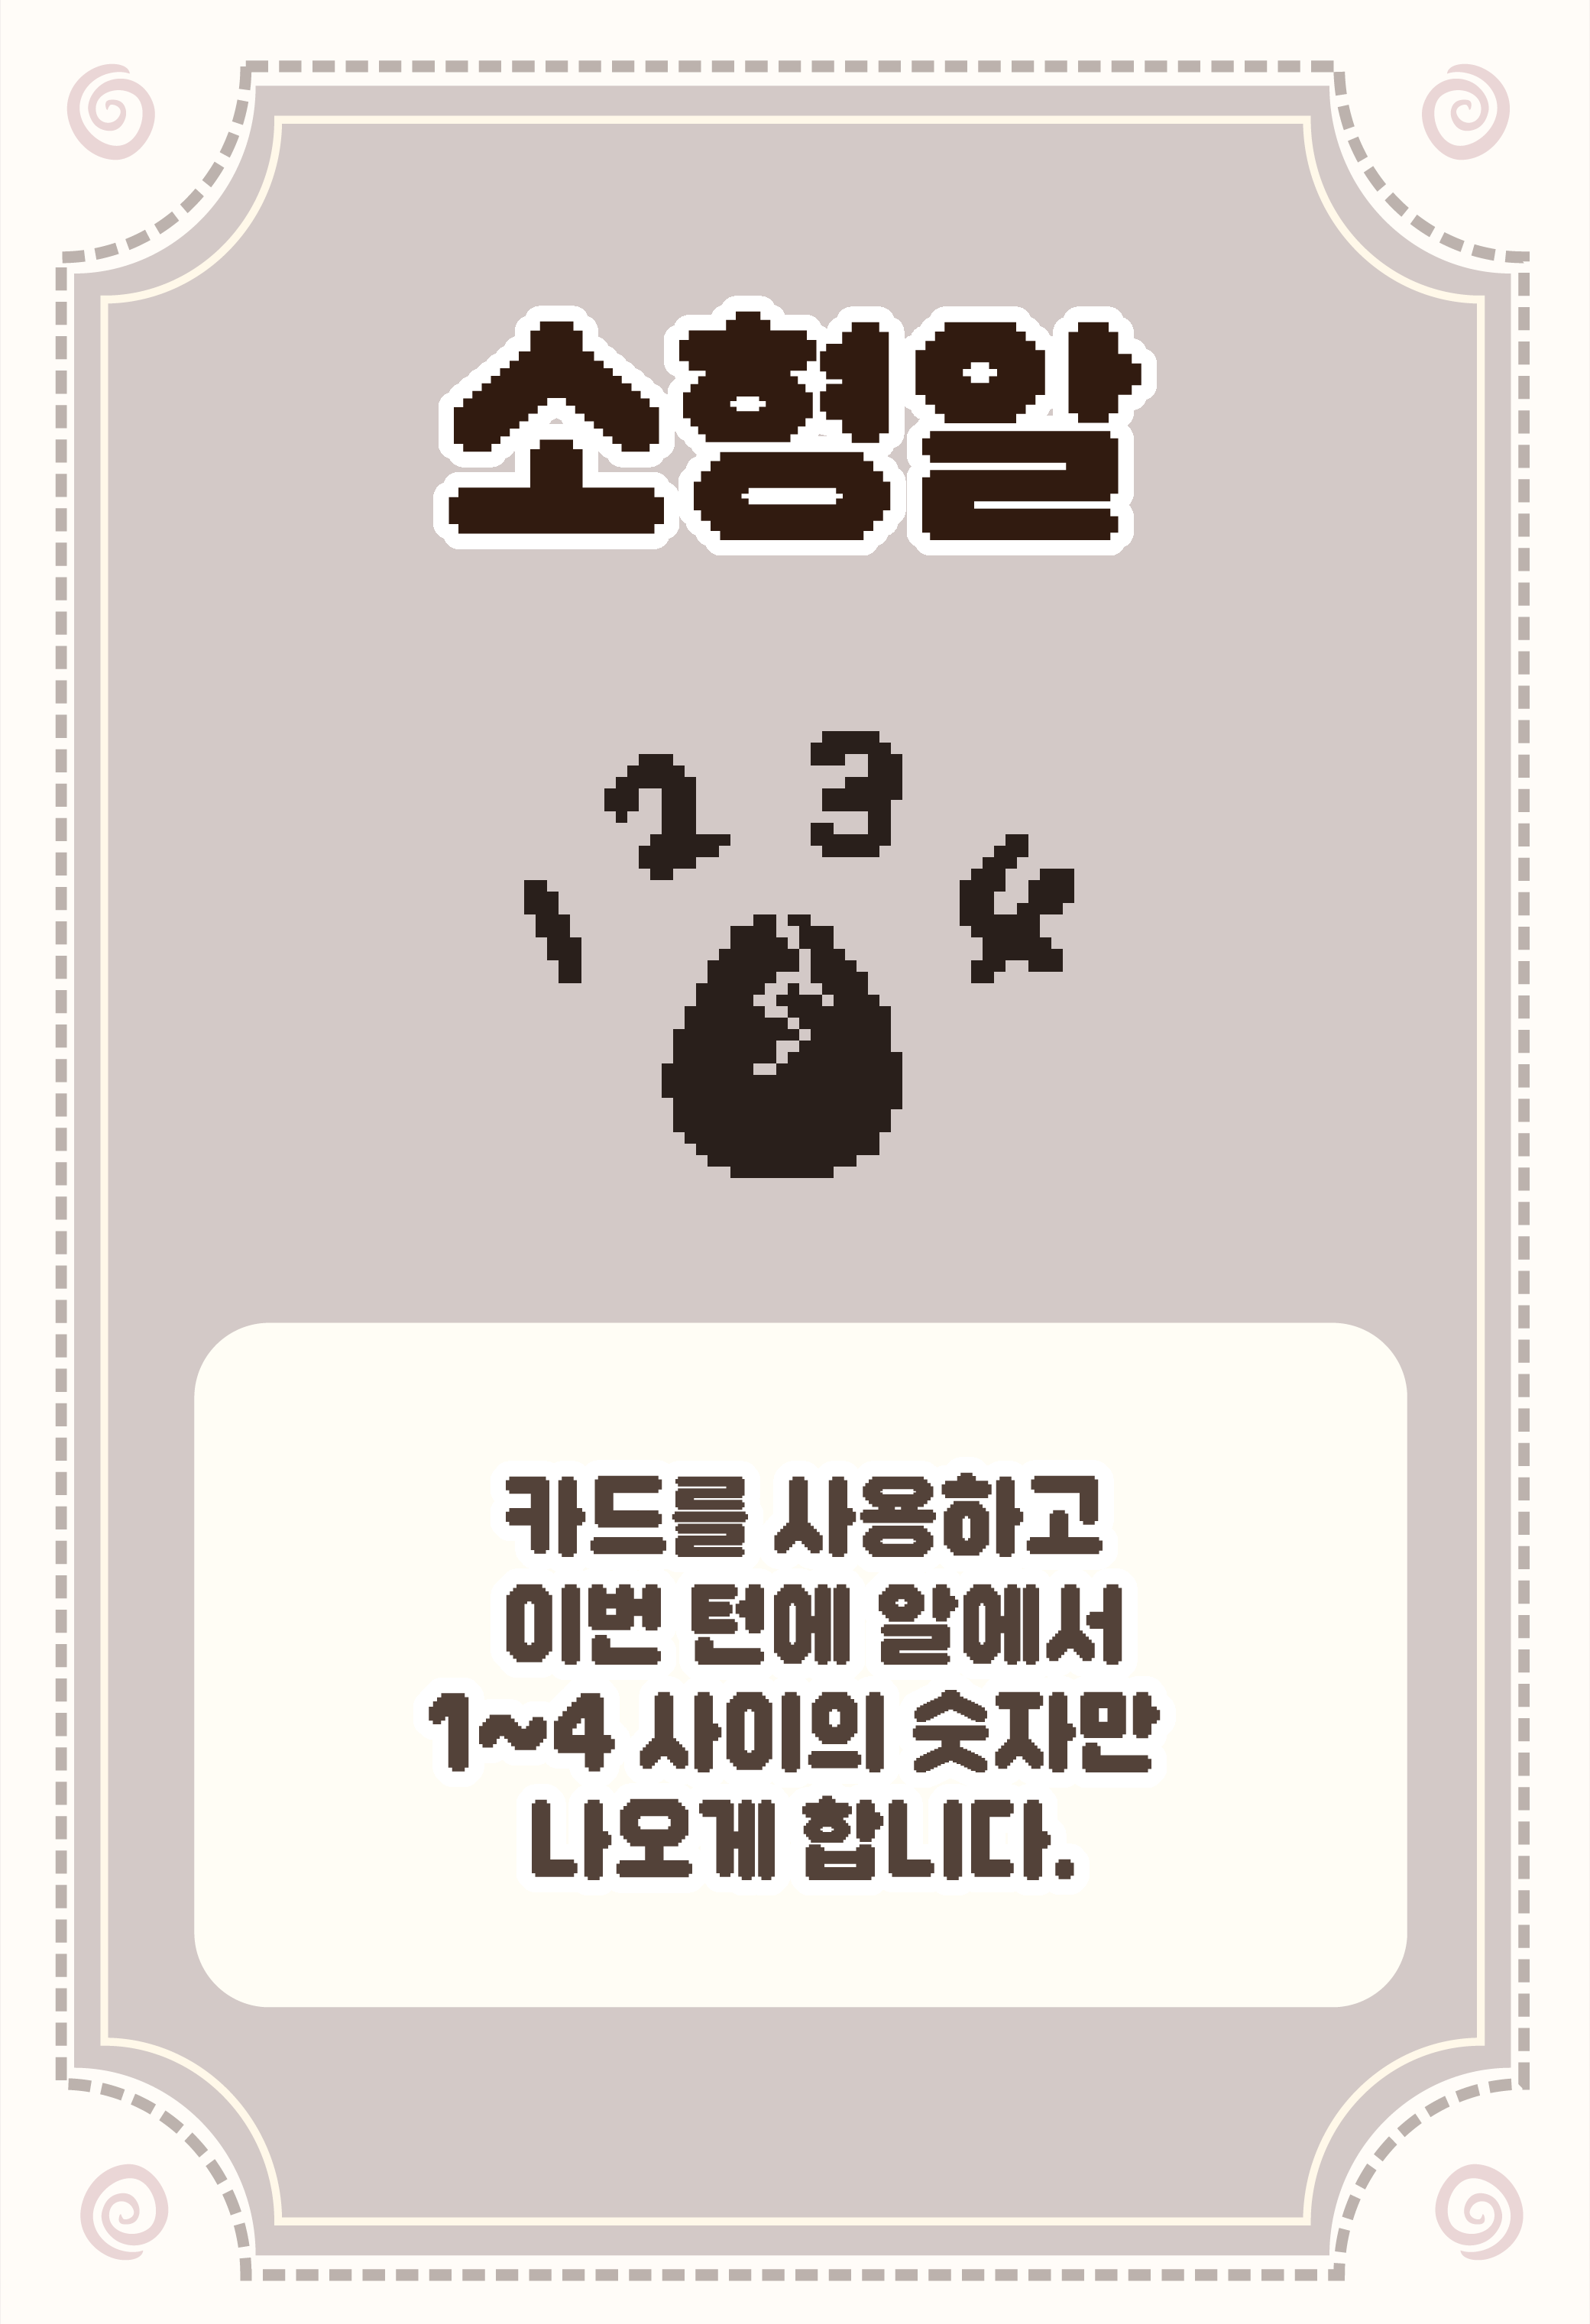 소형알
1 2 3 4
카드를 사용하고
이번 턴에 알에서
1~4 사이의 숫자만
나오게 합니다.